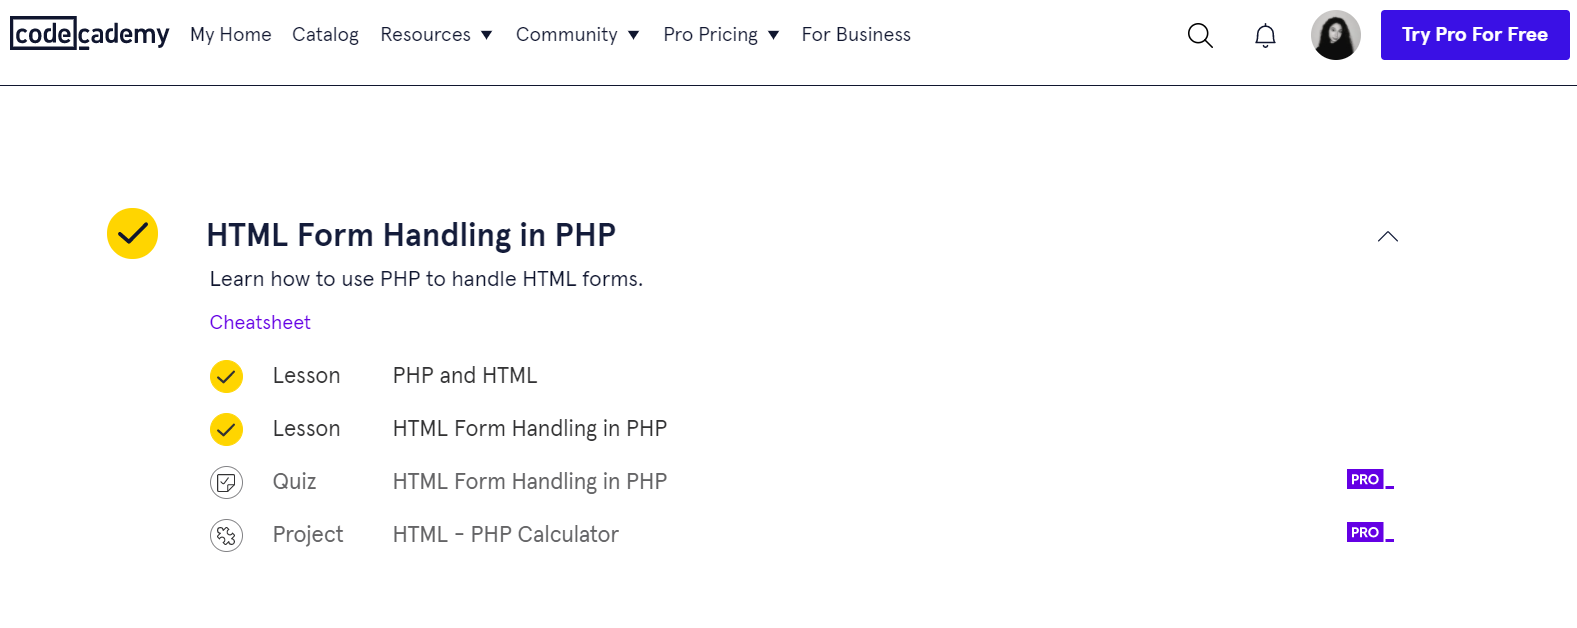 codecademy My Home Catalog Resources ▼ Community ▼ Pro Pricing ▼ For Business Try Pro For Free
HTML Form Handling in PHP
Learn how to use PHP to handle HTML forms.
Cheatsheet
Lesson PHP and HTML
Lesson HTML Form Handling in PHP
Quiz HTML Form Handling in PHP PRO
Project HTML - PHP Calculator PRO